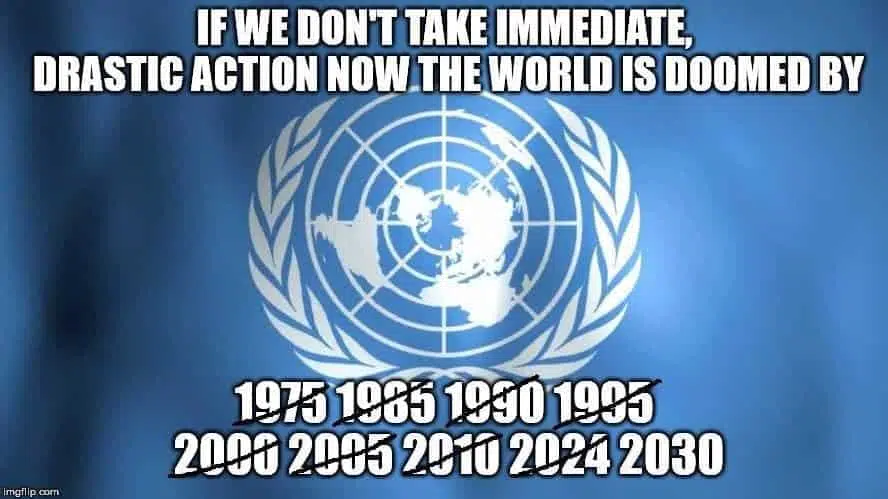 IF WE DON'T TAKE IMMEDIATE,
DRASTIC ACTION NOW THE WORLD IS DOOMED BY
1975 1985 1990 1995
2000 2005 2010 2024 2030
imgflip.com